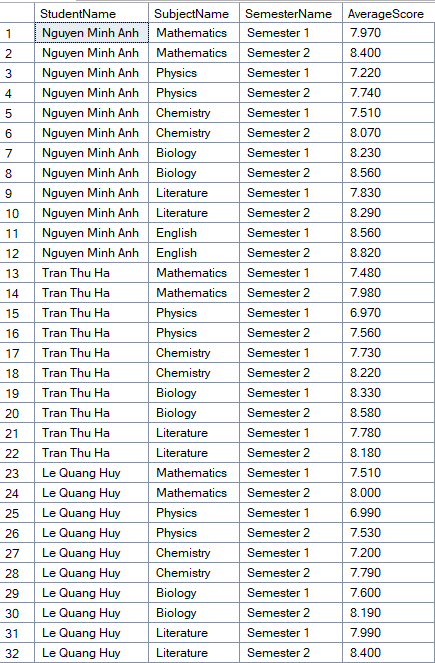 StudentName SubjectName SemesterName AverageScore
1 Nguyen Minh Anh Mathematics Semester 1 7.970
2 Nguyen Minh Anh Mathematics Semester 2 8.400
3 Nguyen Minh Anh Physics Semester 1 7.220
4 Nguyen Minh Anh Physics Semester 2 7.740
5 Nguyen Minh Anh Chemistry Semester 1 7.510
6 Nguyen Minh Anh Chemistry Semester 2 8.070
7 Nguyen Minh Anh Biology Semester 1 8.230
8 Nguyen Minh Anh Biology Semester 2 8.560
9 Nguyen Minh Anh Literature Semester 1 7.830
10 Nguyen Minh Anh Literature Semester 2 8.290
11 Nguyen Minh Anh English Semester 1 8.560
12 Nguyen Minh Anh English Semester 2 8.820
13 Tran Thu Ha Mathematics Semester 1 7.480
14 Tran Thu Ha Mathematics Semester 2 7.980
15 Tran Thu Ha Physics Semester 1 6.970
16 Tran Thu Ha Physics Semester 2 7.560
17 Tran Thu Ha Chemistry Semester 1 7.730
18 Tran Thu Ha Chemistry Semester 2 8.220
19 Tran Thu Ha Biology Semester 1 8.330
20 Tran Thu Ha Biology Semester 2 8.580
21 Tran Thu Ha Literature Semester 1 7.780
22 Tran Thu Ha Literature Semester 2 8.180
23 Le Quang Huy Mathematics Semester 1 7.510
24 Le Quang Huy Mathematics Semester 2 8.000
25 Le Quang Huy Physics Semester 1 6.990
26 Le Quang Huy Physics Semester 2 7.530
27 Le Quang Huy Chemistry Semester 1 7.200
28 Le Quang Huy Chemistry Semester 2 7.790
29 Le Quang Huy Biology Semester 1 7.600
30 Le Quang Huy Biology Semester 2 8.190
31 Le Quang Huy Literature Semester 1 7.990
32 Le Quang Huy Literature Semester 2 8.400